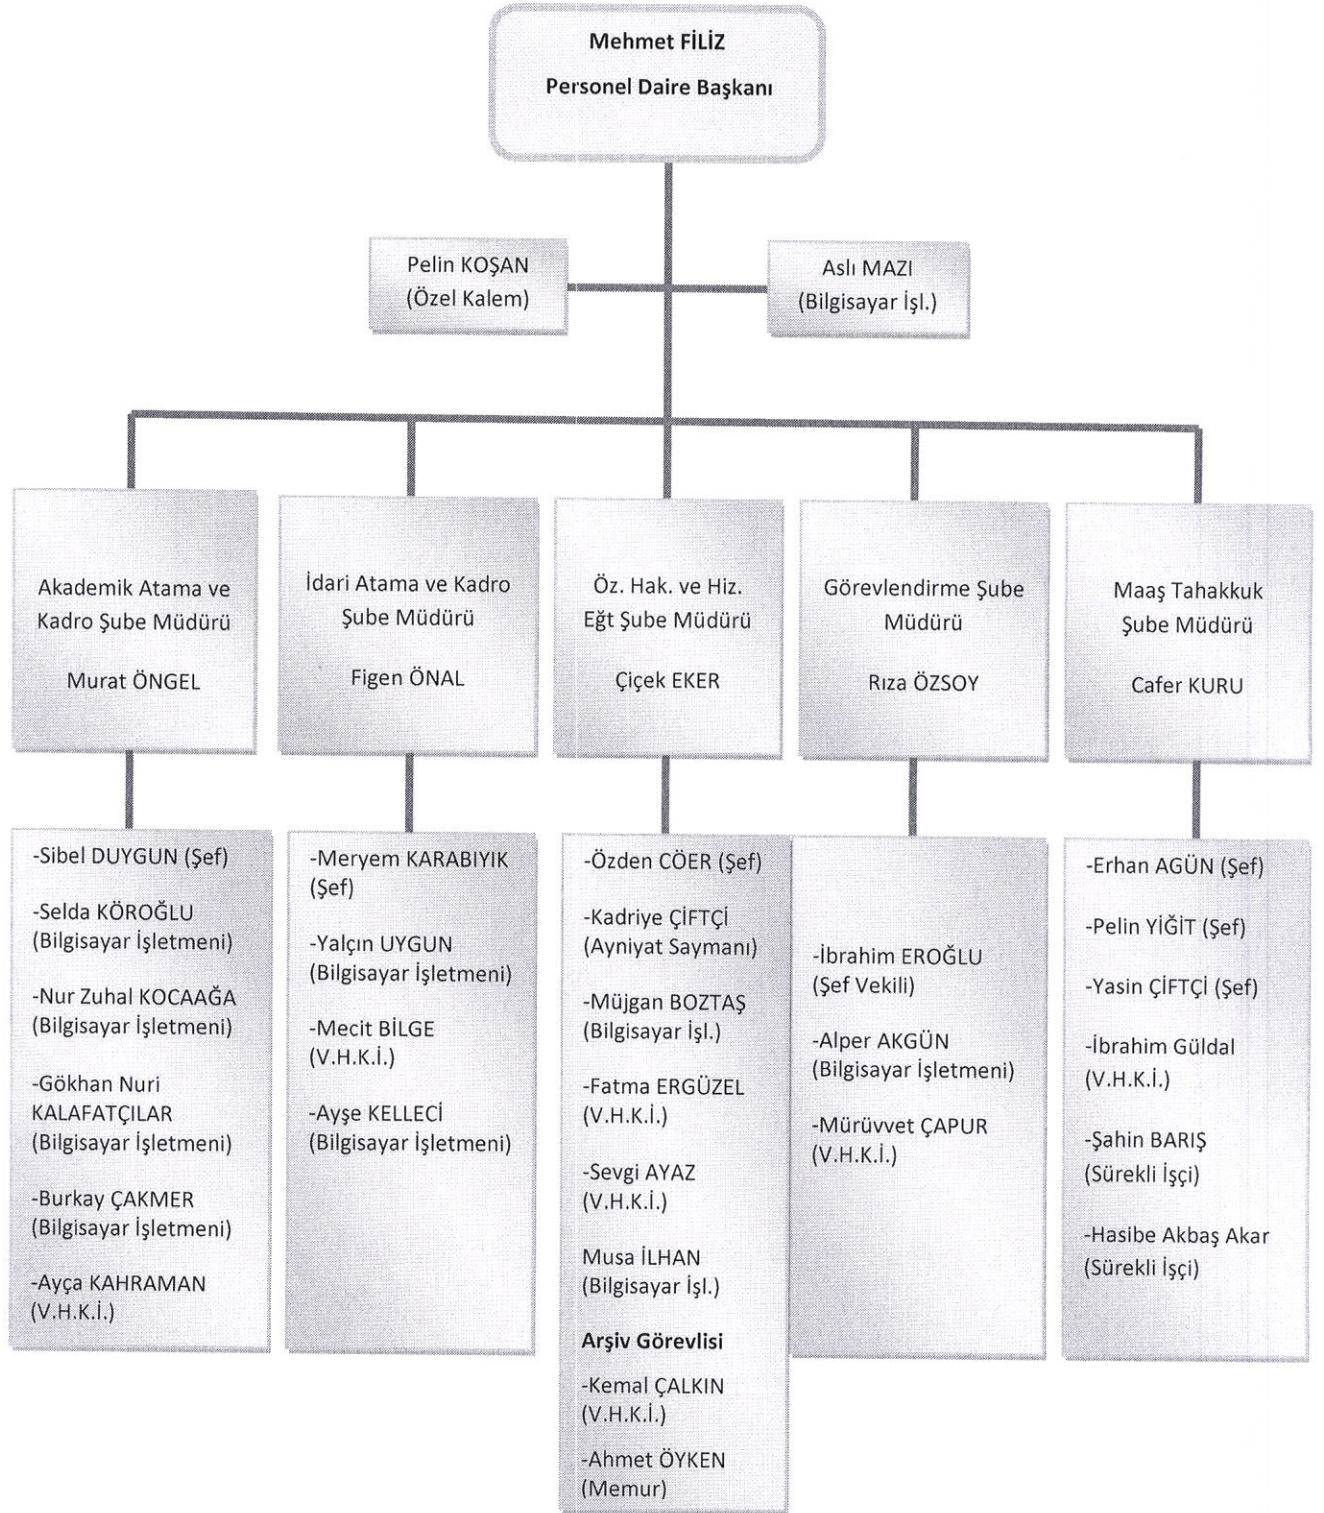 Mehmet FİLİZ
Personel Daire Başkanı
Pelin KOŞAN
(Özel Kalem)
Aslı MAZI
(Bilgisayar İşl.)
Akademik Atama ve
Kadro Şube Müdürü
Murat ÖNGEL
İdari Atama ve Kadro
Şube Müdürü
Figen ÖNAL
Öz. Hak. ve Hiz.
Eğt Şube Müdürü
Çiçek EKER
Görevlendirme Şube
Müdürü
Rıza ÖZSOY
Maaş Tahakkuk
Şube Müdürü
Cafer KURU
-Sibel DUYGUN (Şef)
-Selda KÖROĞLU
(Bilgisayar İşletmeni)
-Nur Zuhal KOCAAĞA
(Bilgisayar İşletmeni)
-Gökhan Nuri
KALAFATÇILAR
(Bilgisayar İşletmeni)
-Burkay ÇAKMER
(Bilgisayar İşletmeni)
-Ayça KAHRAMAN
(V.H.K.İ.)
-Meryem KARABIYIK
(Şef)
-Yalçın UYGUN
(Bilgisayar İşletmeni)
-Mecit BİLGE
(V.H.K.İ.)
-Ayşe KELLECİ
(Bilgisayar İşletmeni)
-Özden CÖER (Şef)
-Kadriye ÇİFTÇİ
(Ayniyat Saymanı)
-Müjgan BOZTAŞ
(Bilgisayar İşl.)
-Fatma ERGÜZEL
(V.H.K.İ.)
-Sevgi AYAZ
(V.H.K.İ.)
Musa İLHAN
(Bilgisayar İşl.)
Arşiv Görevlisi
-Kemal ÇALKIN
(V.H.K.İ.)
-Ahmet ÖYKEN
(Memur)
-İbrahim EROĞLU
(Şef Vekili)
-Alper AKGÜN
(Bilgisayar İşletmeni)
-Mürüvvet ÇAPUR
(V.H.K.İ.)
-Erhan AGÜN (Şef)
-Pelin YİĞİT (Şef)
-Yasin ÇİFTÇİ (Şef)
-İbrahim Güldal
(V.H.K.İ.)
-Şahin BARIŞ
(Sürekli İşçi)
-Hasibe Akbaş Akar
(Sürekli İşçi)